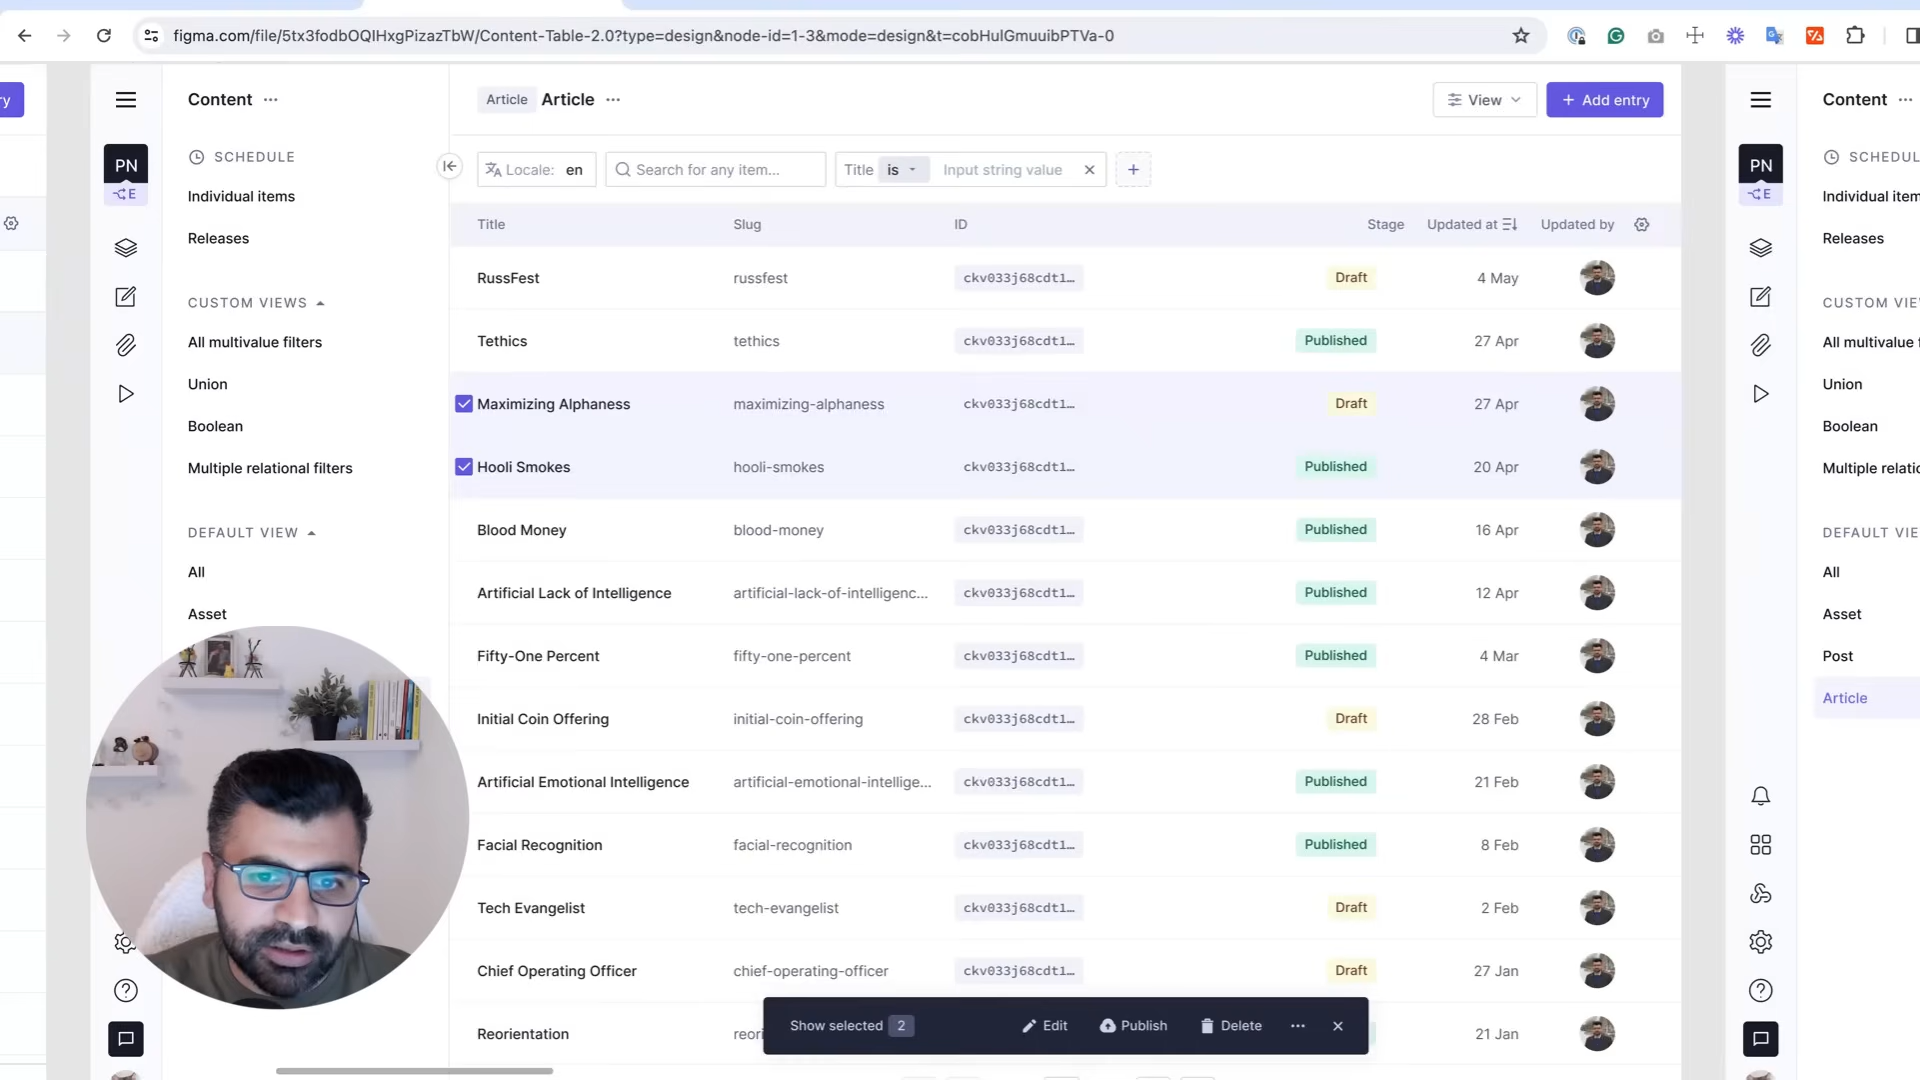 figma.com/file/5tx3fodbOQIHxgPizazTbW/Content-Table-2.0?type=design&node-id=1-3&mode=design&t=cobHulGmuuibPTVa-0
ry
Content ...
Article Article ...
View
+ Add entry
Content ...
PN
E
SCHEDULE
Individual items
Releases
CUSTOM VIEWS
All multivalue filters
Union
Boolean
Multiple relational filters
DEFAULT VIEW
All
Asset
Locale: en
Search for any item...
Title is Input string value
Title Slug ID Stage Updated at Updated by
RussFest russfest ckv033j68cdt1… Draft 4 May
Tethics tethics ckv033j68cdt1… Published 27 Apr
Maximizing Alphaness maximizing-alphaness ckv033j68cdt1… Draft 27 Apr
Hooli Smokes hooli-smokes ckv033j68cdt1… Published 20 Apr
Blood Money blood-money ckv033j68cdt1… Published 16 Apr
Artificial Lack of Intelligence artificial-lack-of-intelligenc... ckv033j68cdt1… Published 12 Apr
Fifty-One Percent fifty-one-percent ckv033j68cdt1… Published 4 Mar
Initial Coin Offering initial-coin-offering ckv033j68cdt1… Draft 28 Feb
Artificial Emotional Intelligence artificial-emotional-intellige... ckv033j68cdt1… Published 21 Feb
Facial Recognition facial-recognition ckv033j68cdt1… Published 8 Feb
Tech Evangelist tech-evangelist ckv033j68cdt1… Draft 2 Feb
Chief Operating Officer chief-operating-officer ckv033j68cdt1… Draft 27 Jan
Reorientation reori 21 Jan
Show selected 2 Edit Publish Delete ...
PN
E
SCHEDUL
Individual item
Releases
CUSTOM VIE
All multivalue f
Union
Boolean
Multiple relatio
DEFAULT VIE
All
Asset
Post
Article